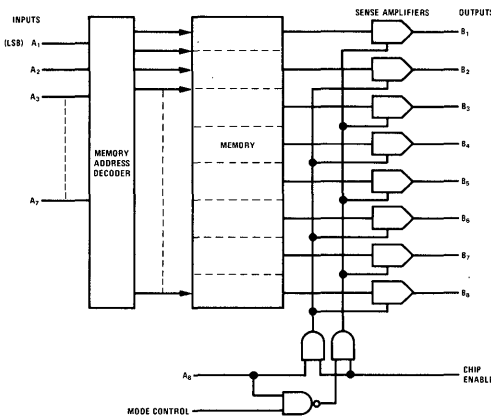 INPUTS
SENSE AMPLIFIERS
OUTPUTS
(LSB) A1
B1
A2
B2
A3
B3
MEMORY ADDRESS DECODER
MEMORY
B4
B5
A7
B6
B7
B8
A8
CHIP ENABLE
MODE CONTROL